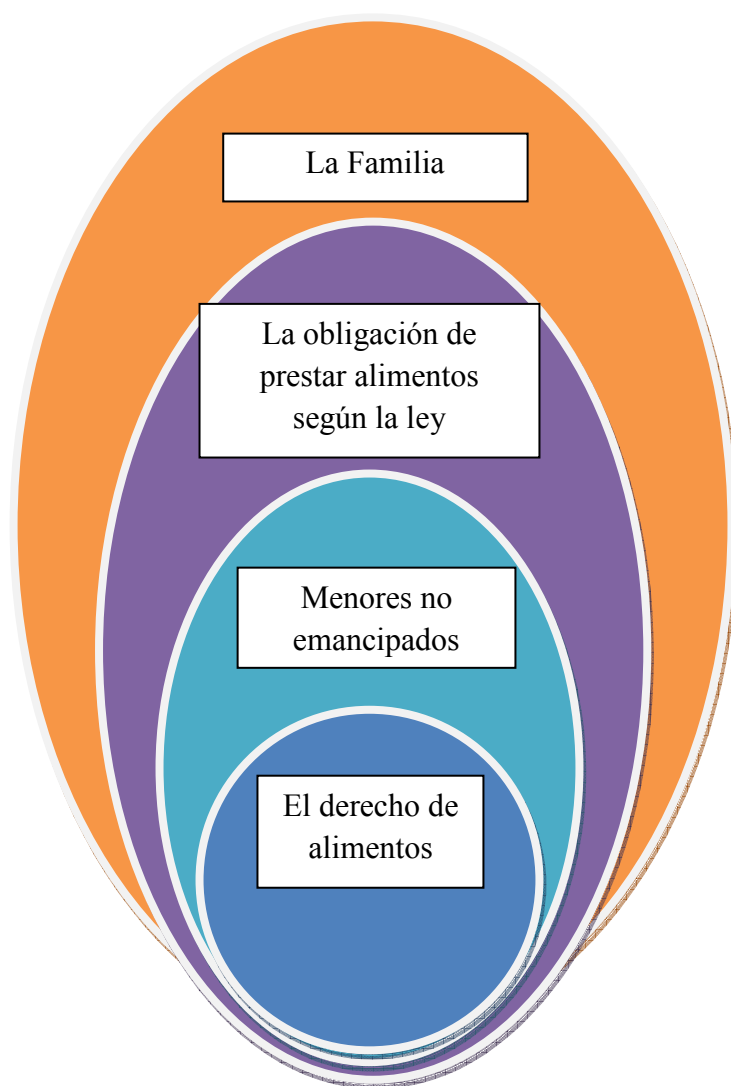 La Familia
La obligación de
prestar alimentos
según la ley
Menores no
emancipados
El derecho de
alimentos